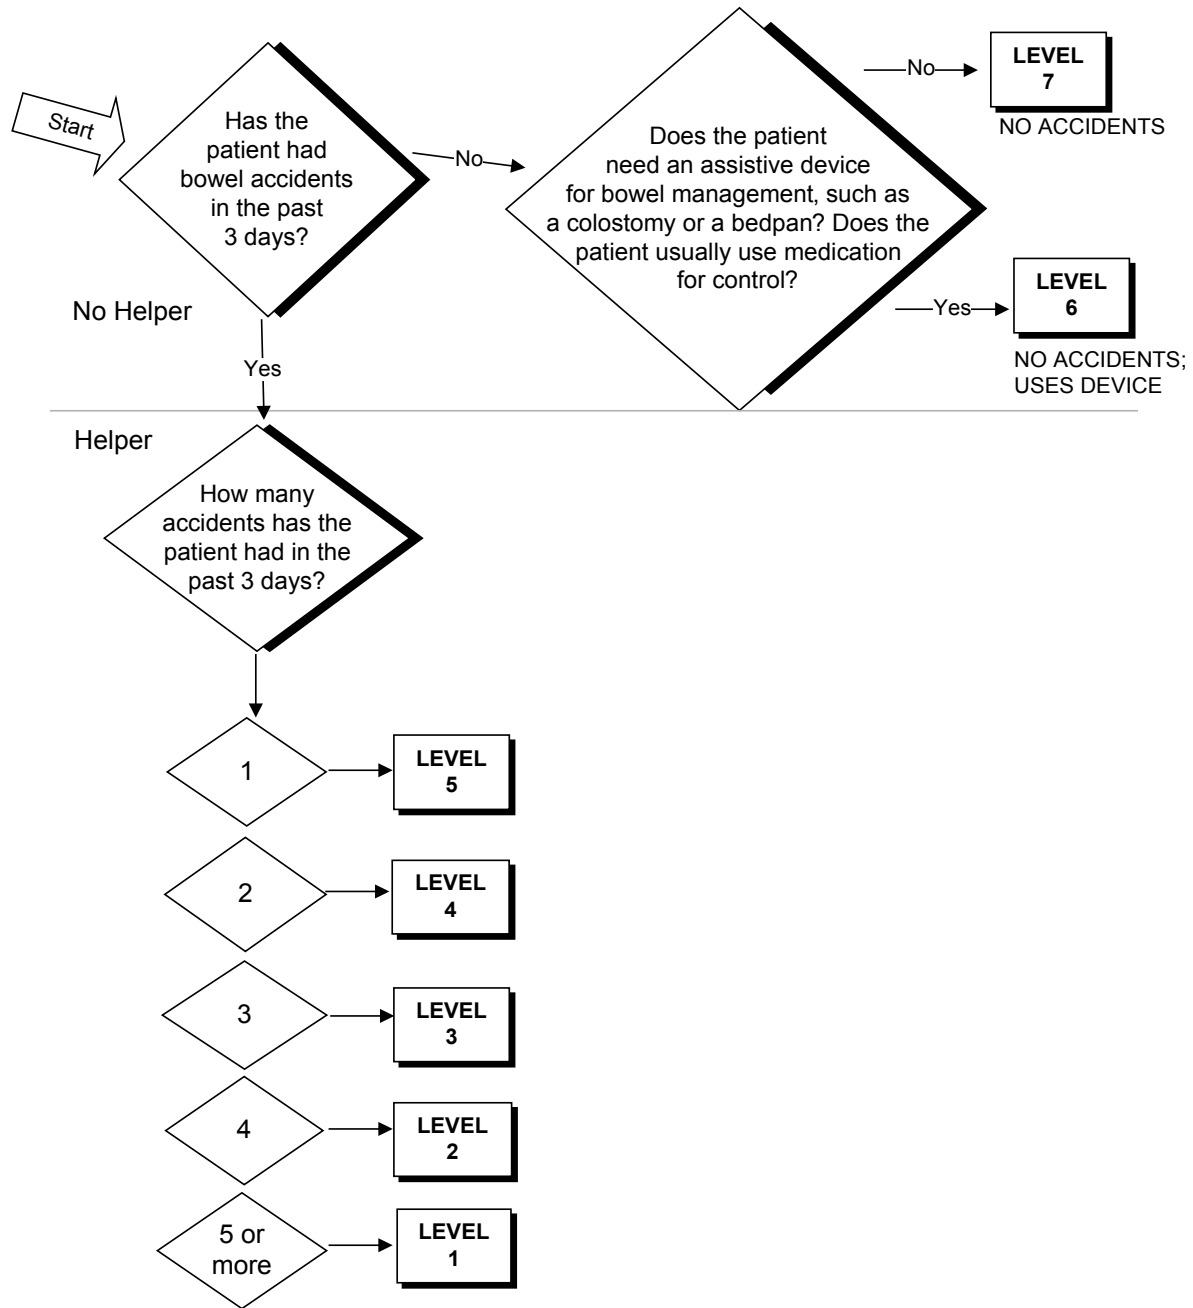 Start
Has the
patient had
bowel accidents
in the past
3 days?
No
Does the patient
need an assistive device
for bowel management, such as
a colostomy or a bedpan? Does the
patient usually use medication
for control?
No
LEVEL
7
NO ACCIDENTS
Yes
LEVEL
6
NO ACCIDENTS;
USES DEVICE
No Helper
Yes
Helper
How many
accidents has the
patient had in the
past 3 days?
1
LEVEL
5
2
LEVEL
4
3
LEVEL
3
4
LEVEL
2
5 or
more
LEVEL
1